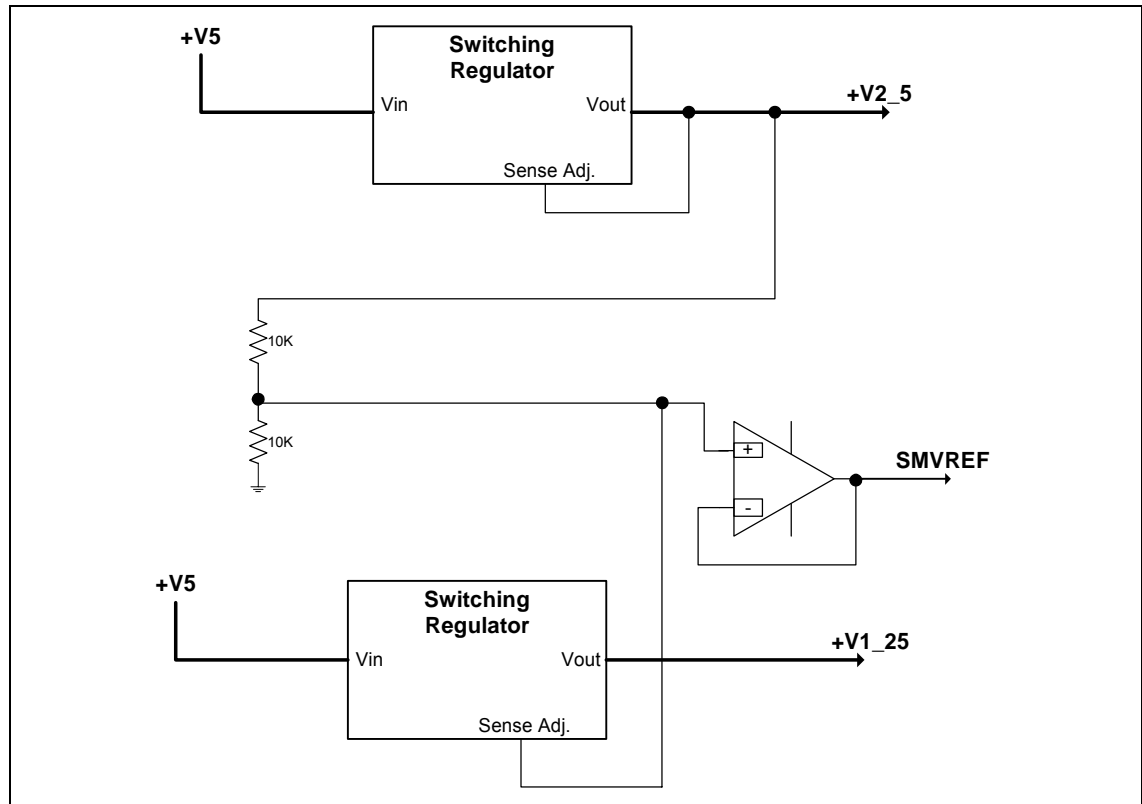 +V5
Switching
Regulator
Vin
Vout
+V2_5
Sense Adj.
10K
10K
+
-
SMVREF
+V5
Switching
Regulator
Vin
Vout
+V1_25
Sense Adj.